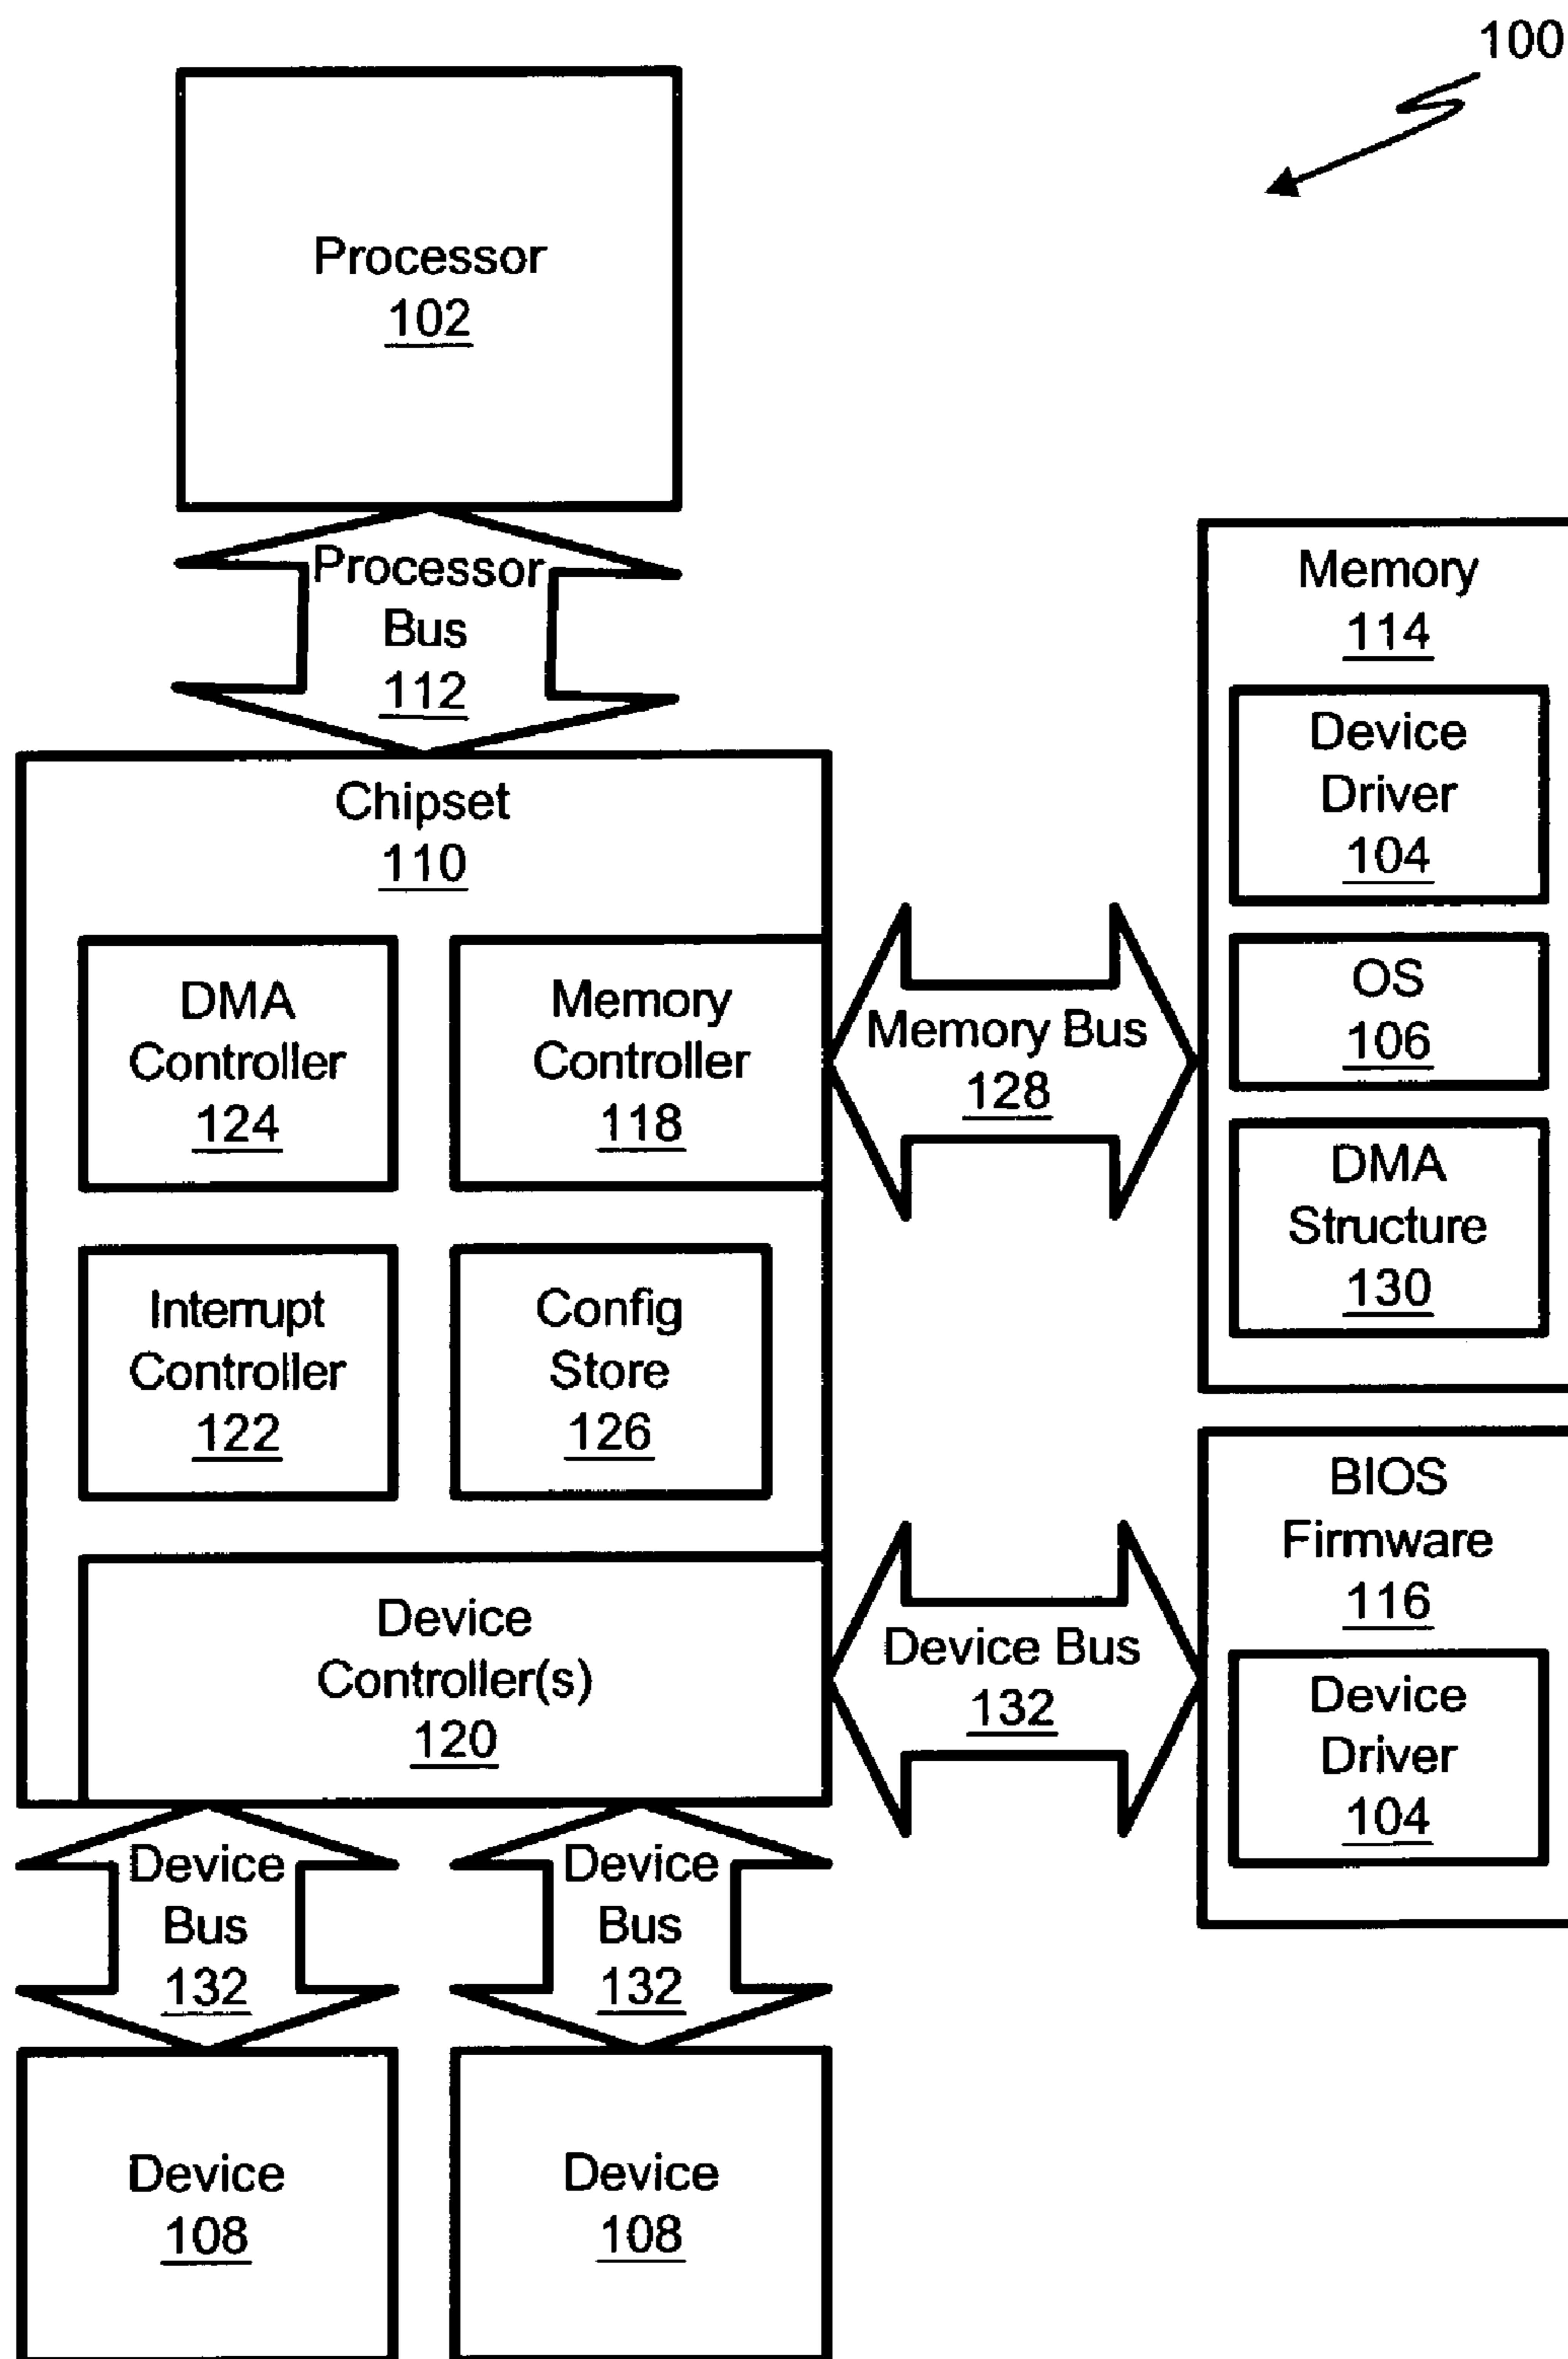 100
Processor
102
Processor
Bus
112
Chipset
110
DMA
Controller
124
Memory
Controller
118
Interrupt
Controller
122
Config
Store
126
Device
Controller(s)
120
Memory Bus
128
Memory
114
Device
Driver
104
OS
106
DMA
Structure
130
Device Bus
132
BIOS
Firmware
116
Device
Driver
104
Device
Bus
132
Device
Bus
132
Device
108
Device
108